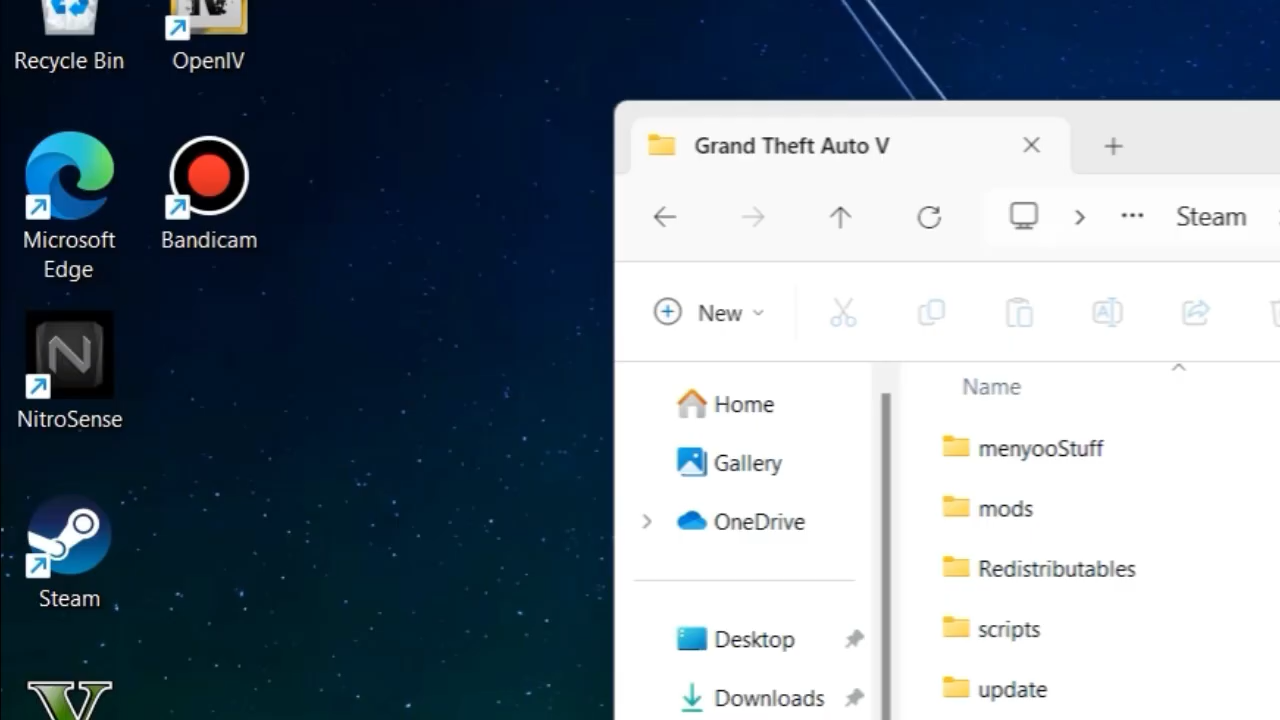 Recycle Bin
OpenIV
Microsoft
Edge
Bandicam
NitroSense
Steam
Grand Theft Auto V
Steam
New
Home
Gallery
OneDrive
Desktop
Downloads
Name
menyooStuff
mods
Redistributables
scripts
update